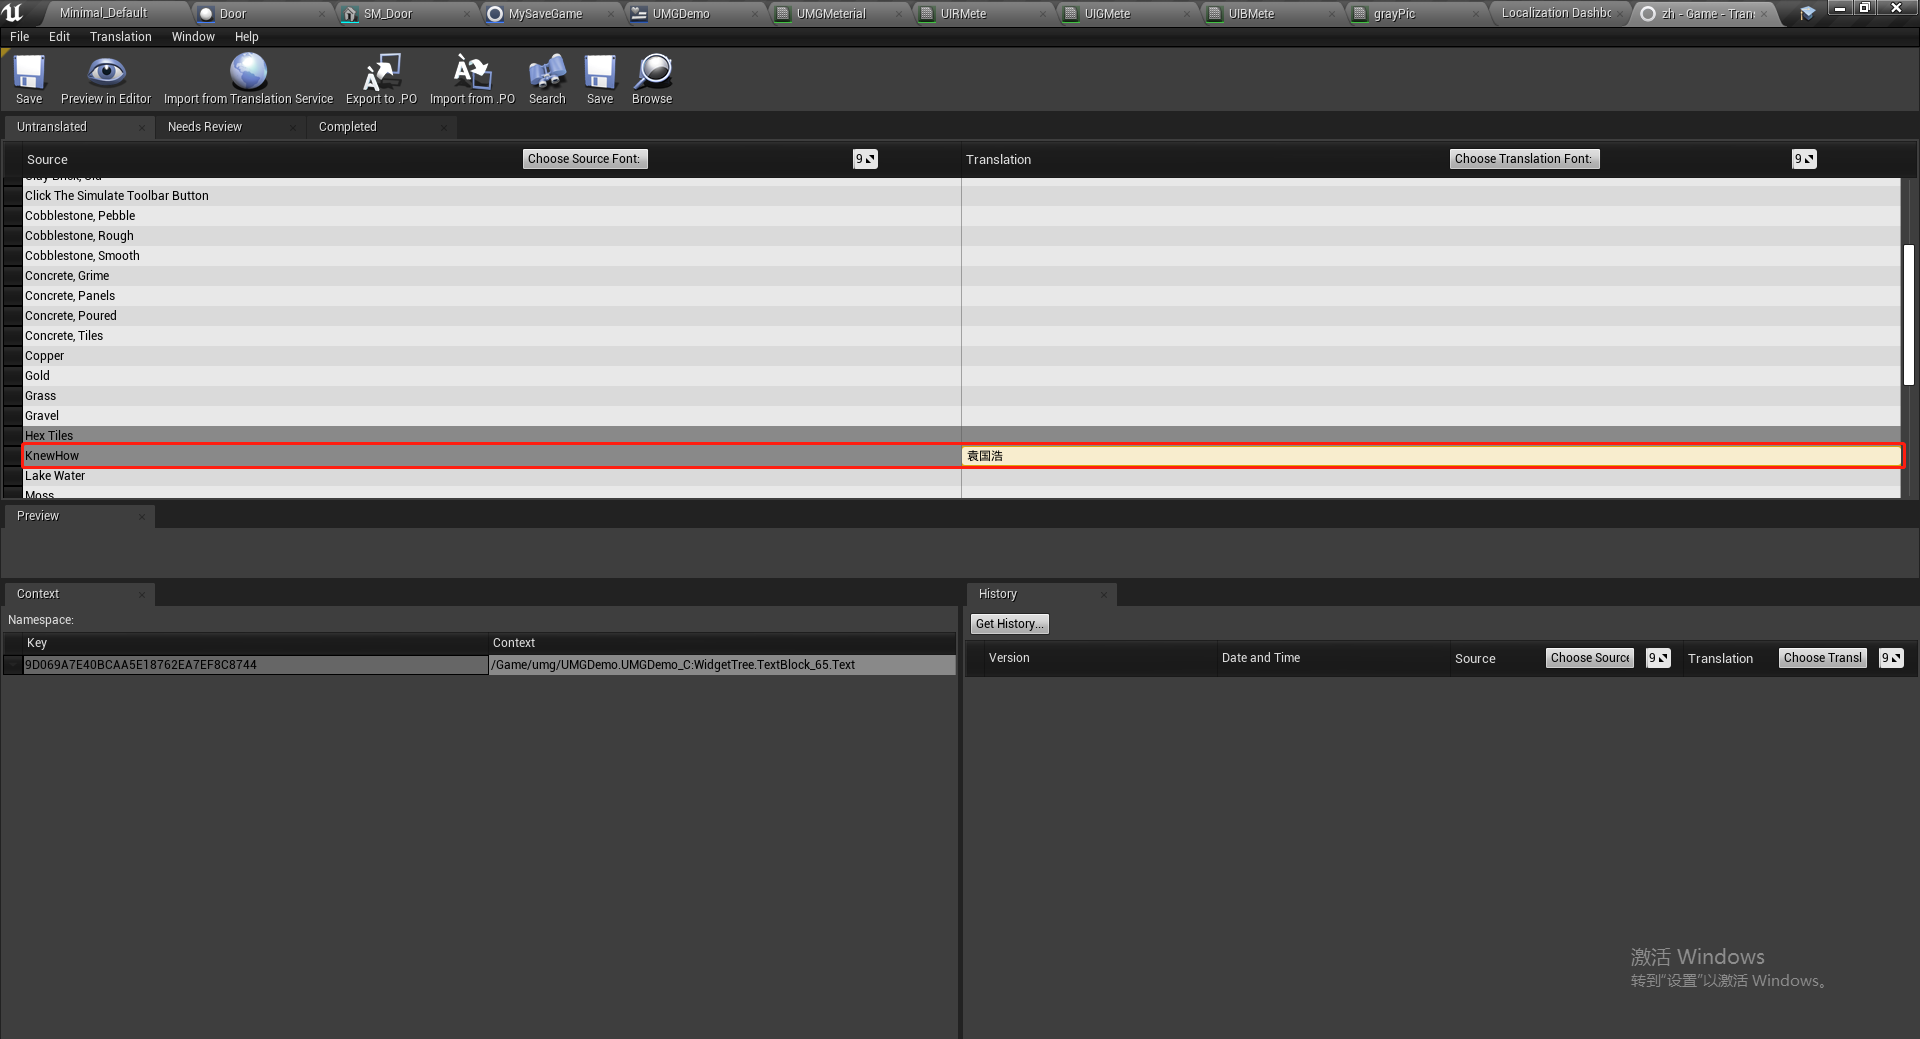 Minimal_Default
Door
SM_Door
MySaveGame
UMGDemo
UMGMeterial
UIRMete
UIGMete
UIBMete
grayPic
Localization Dashbo
zh - Game - Trans
File Edit Translation Window Help
Save
Preview in Editor
Import from Translation Service
Export to .PO
Import from .PO
Search
Save
Browse
Untranslated
Needs Review
Completed
Source
Choose Source Font:
9
Translation
Choose Translation Font:
9
Clay Brick, Old
Click The Simulate Toolbar Button
Cobblestone, Pebble
Cobblestone, Rough
Cobblestone, Smooth
Concrete, Grime
Concrete, Panels
Concrete, Poured
Concrete, Tiles
Copper
Gold
Grass
Gravel
Hex Tiles
KnewHow 袁国浩
Lake Water
Moss
Preview
Context
Namespace:
Key Context
9D069A7E40BCAA5E18762EA7EF8C8744 /Game/umg/UMGDemo.UMGDemo_C:WidgetTree.TextBlock_65.Text
History
Get History...
Version
Date and Time
Source
Choose Source
9
Translation
Choose Transl
9
激活 Windows
转到"设置"以激活 Windows。